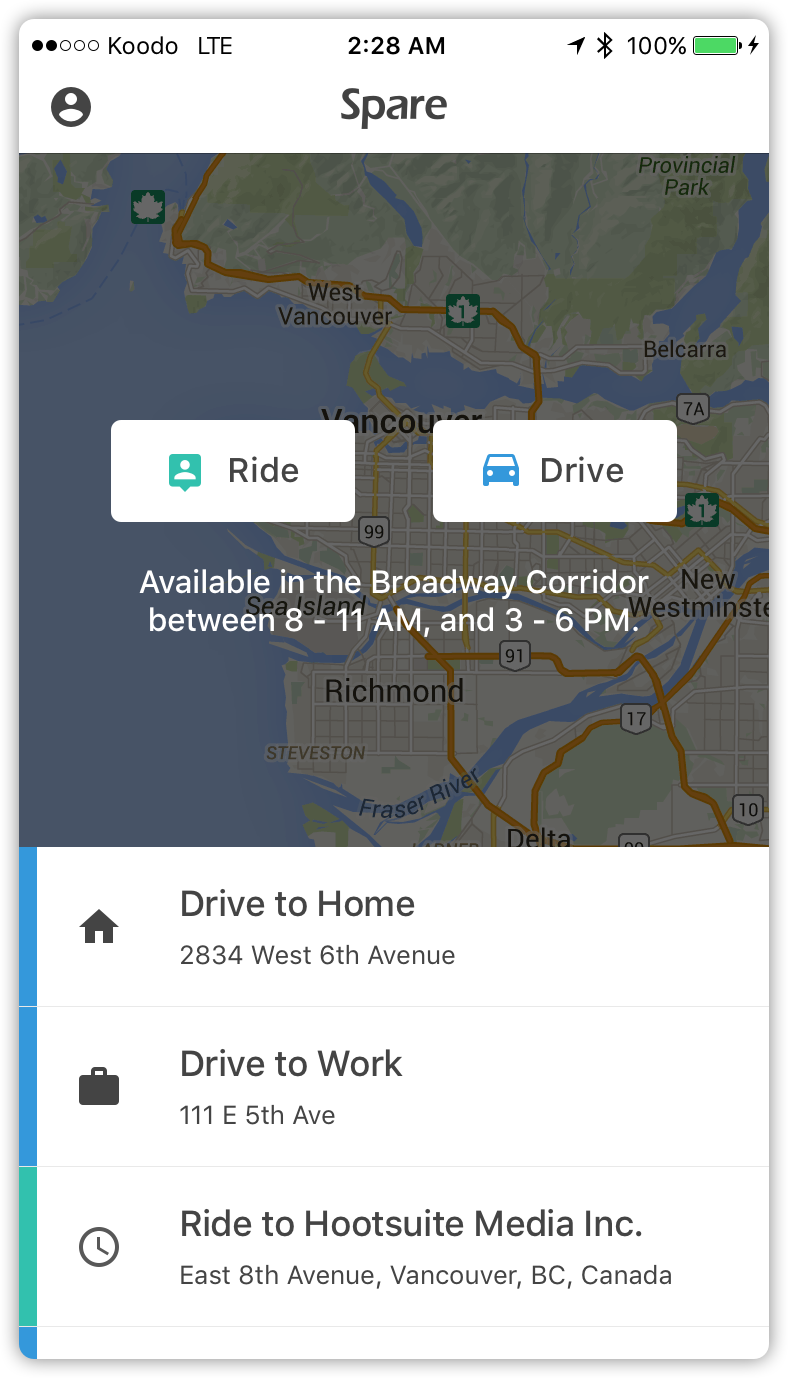 Koodo LTE 2:28 AM 100%
Spare
Provincial
Park
West
Vancouver
1
Belcarra
7A
Vancouver
Ride Drive
1
99
Available in the Broadway Corridor
between 8 - 11 AM, and 3 - 6 PM.
New
Westminste
Sea Island
91
Richmond
17
STEVESTON
Fraser River
10
Delta
Drive to Home
2834 West 6th Avenue
Drive to Work
111 E 5th Ave
Ride to Hootsuite Media Inc.
East 8th Avenue, Vancouver, BC, Canada